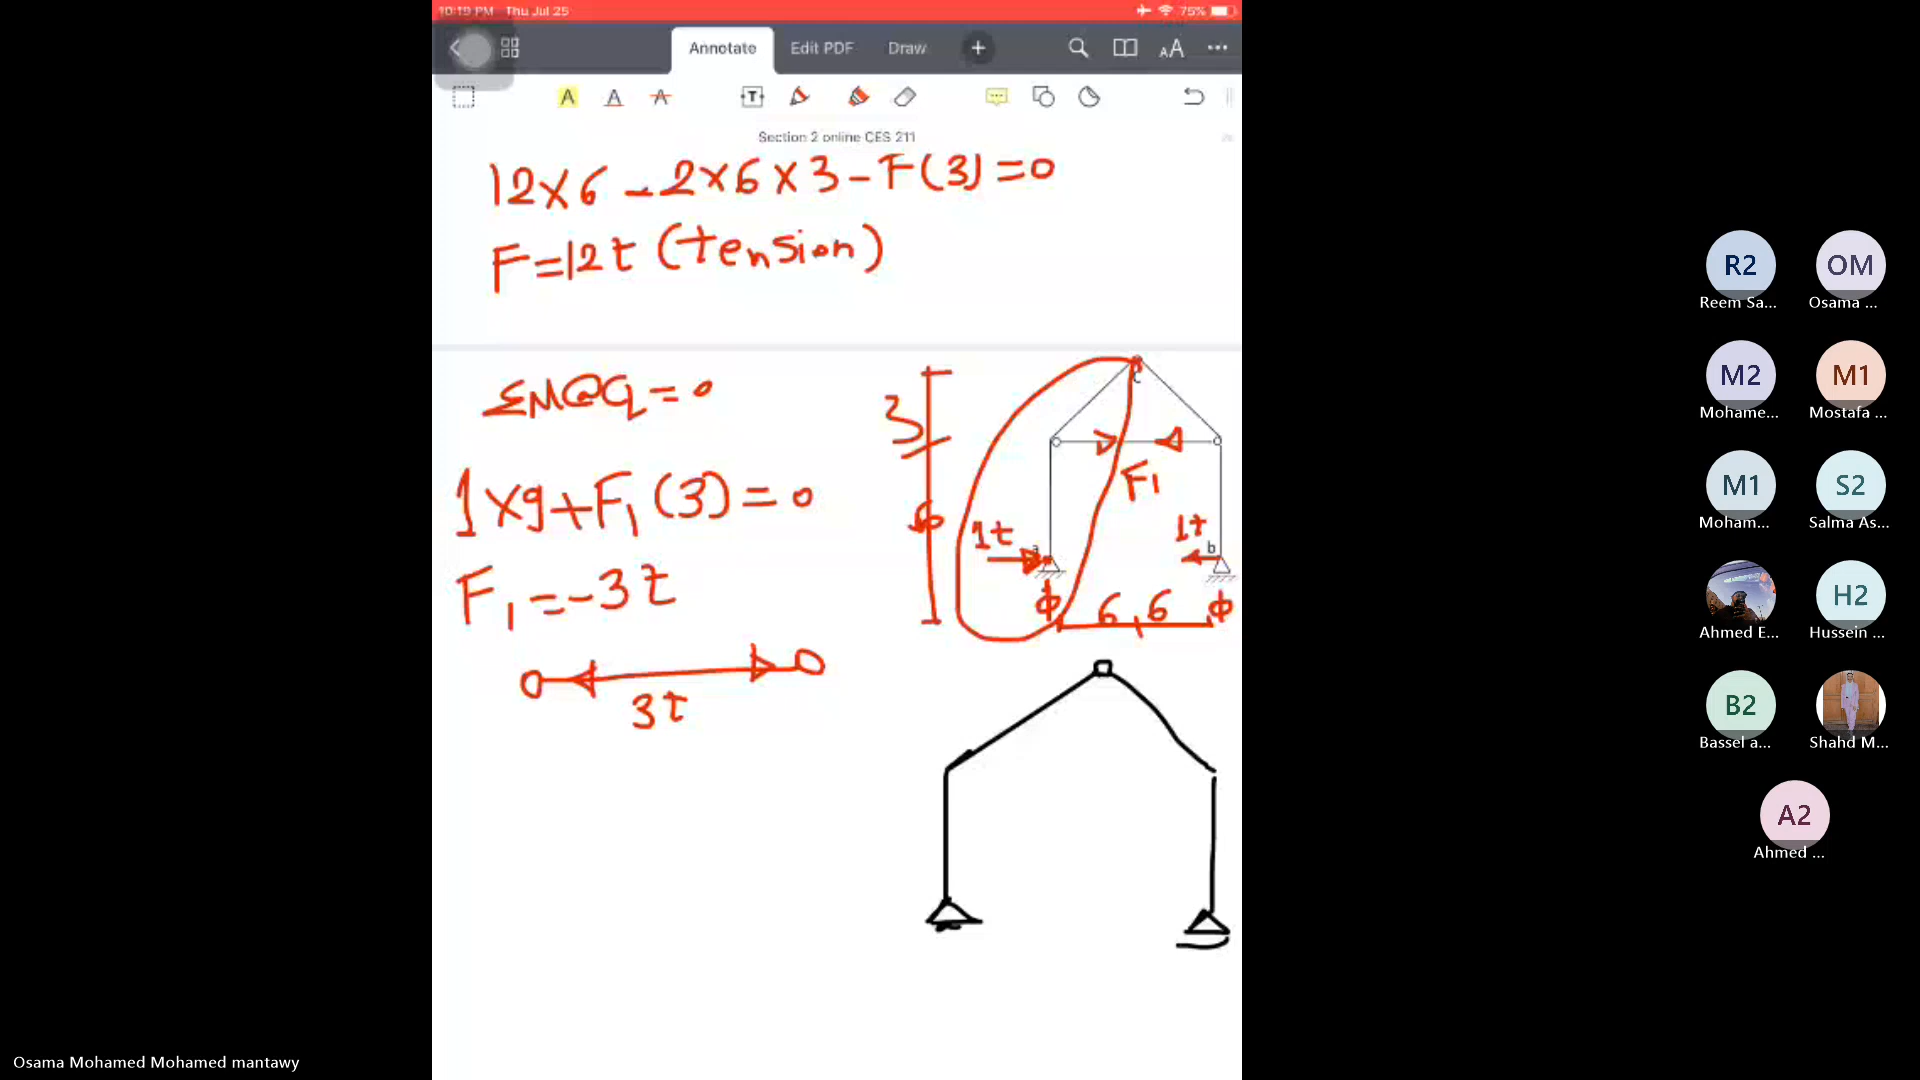 10:19 PM Thu Jul 25
75%
Annotate Edit PDF Draw +
A A A T
Section 2 online CES 211
12×6 - 2×6×3 - F(3) = 0
F = 12t (tension)
ΣM@C = 0
1×9 + F₁(3) = 0
F₁ = -3t
3t
c
3
F₁
6
1t
a
1t
b
6 6
R2 OM
Reem Sa... Osama ...
M2 M1
Mohame... Mostafa ...
M1 S2
Moham... Salma As...
H2
Ahmed E... Hussein ...
B2
Bassel a... Shahd M...
A2
Ahmed ...
Osama Mohamed Mohamed mantawy